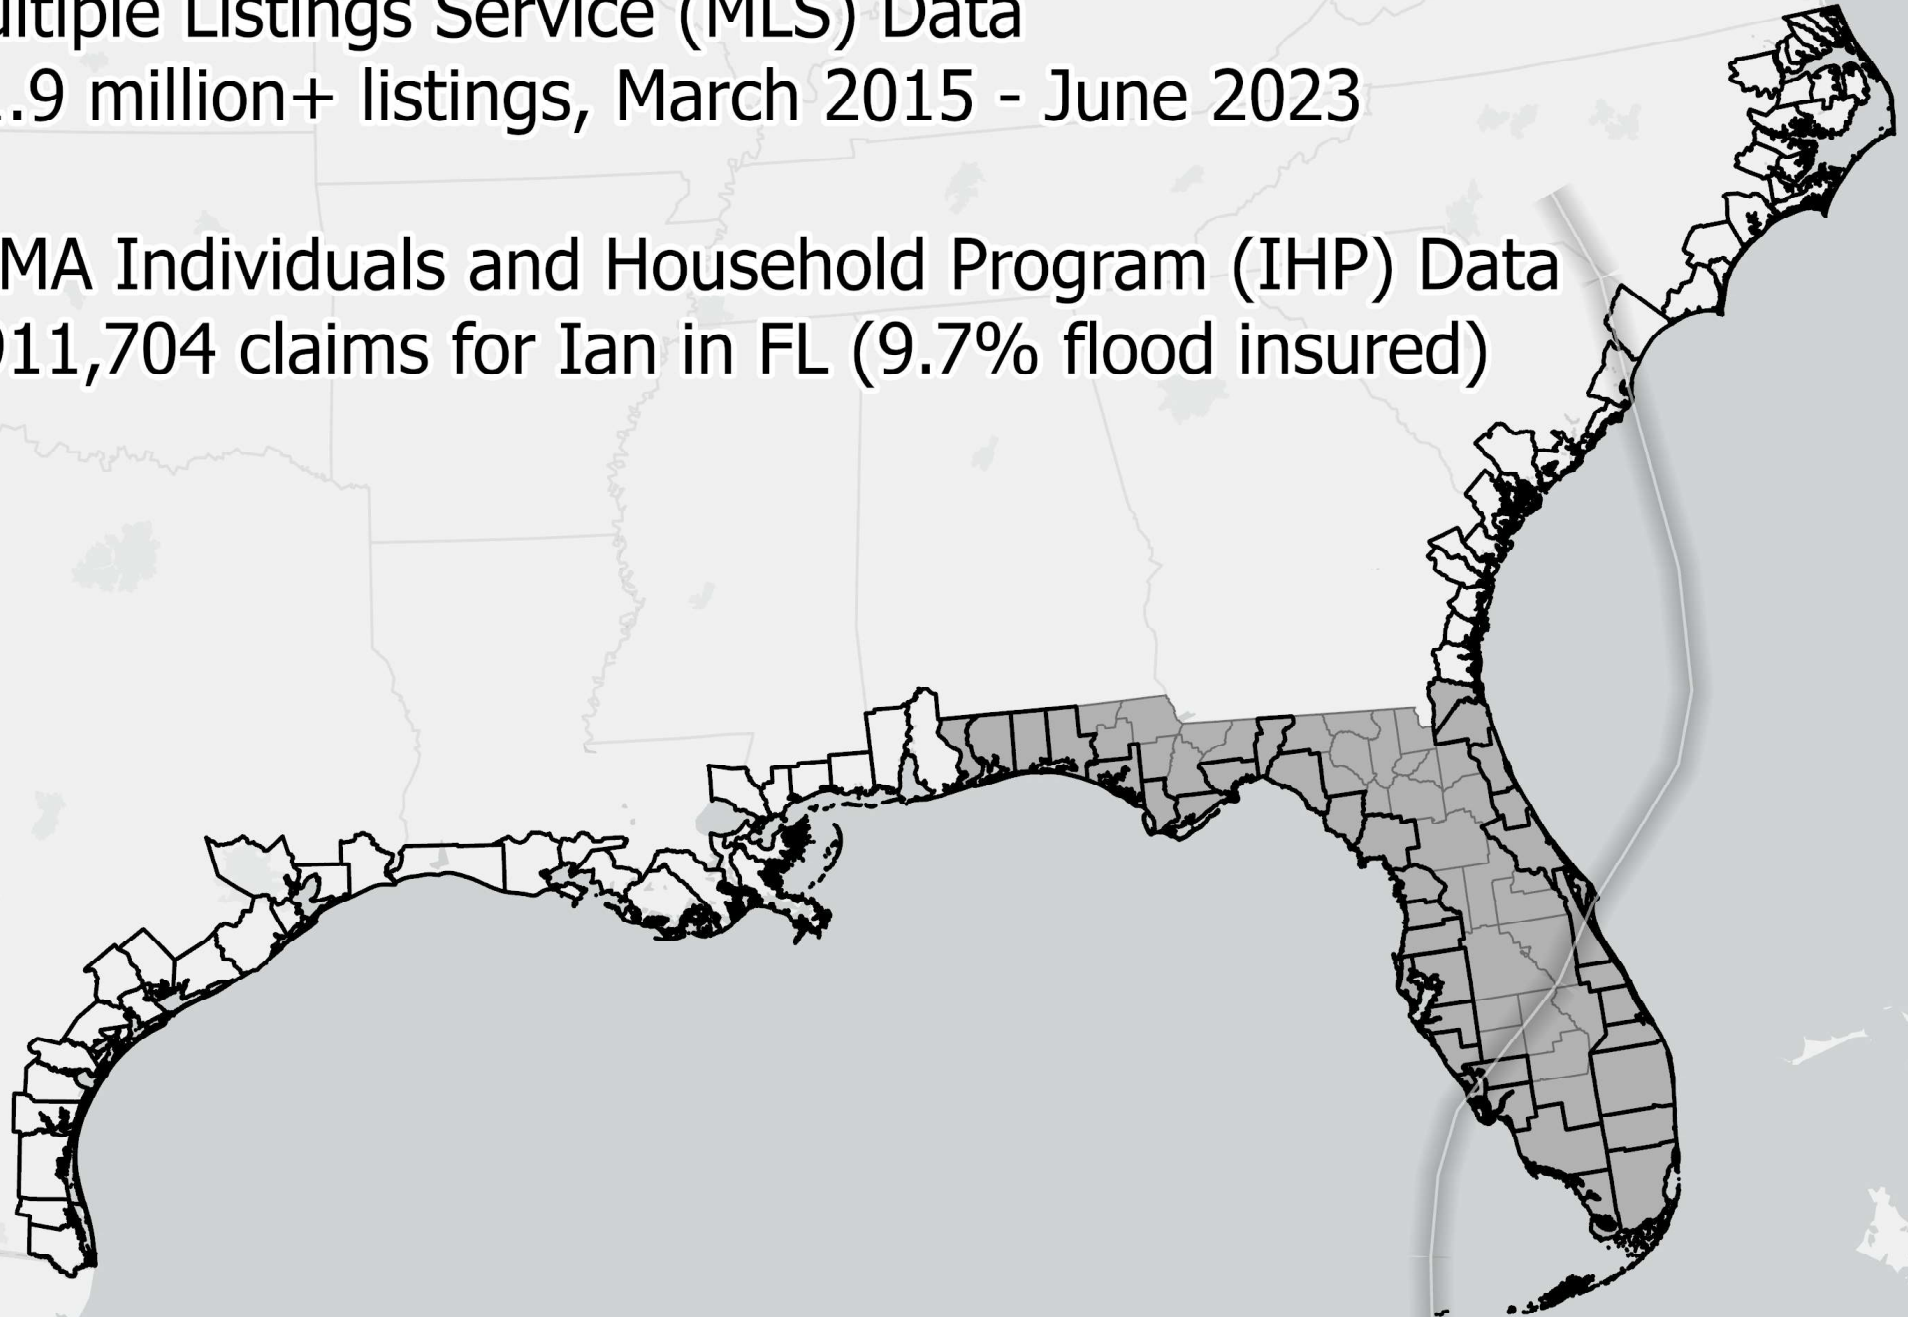 ultiple Listings Service (MLS) Data
.9 million+ listings, March 2015 - June 2023
MA Individuals and Household Program (IHP) Data
911,704 claims for Ian in FL (9.7% flood insured)